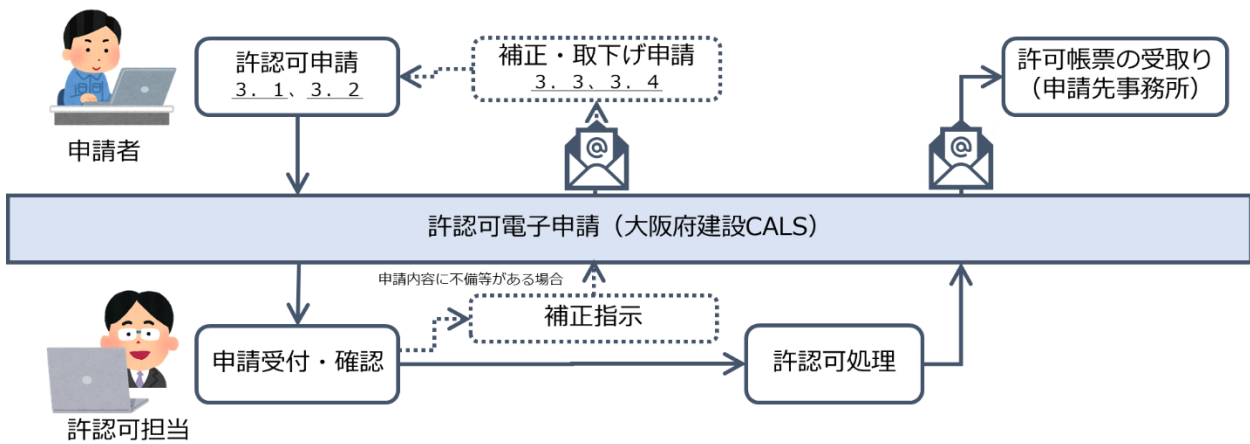 許認可申請
３．１、３．２
補正・取下げ申請
３．３、３．４
許可帳票の受取り
（申請先事務所）
申請者
@
@
許認可電子申請（大阪府建設CALS）
申請内容に不備等がある場合
補正指示
申請受付・確認
許認可処理
許認可担当